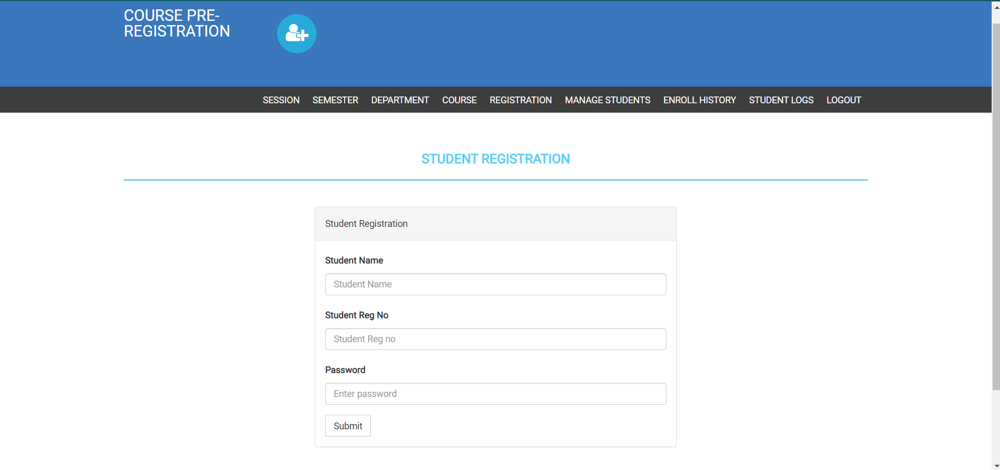 COURSE PRE-
REGISTRATION
SESSION SEMESTER DEPARTMENT COURSE REGISTRATION MANAGE STUDENTS ENROLL HISTORY STUDENT LOGS LOGOUT
STUDENT REGISTRATION
Student Registration
Student Name
Student Name
Student Reg No
Student Reg no
Password
Enter password
Submit